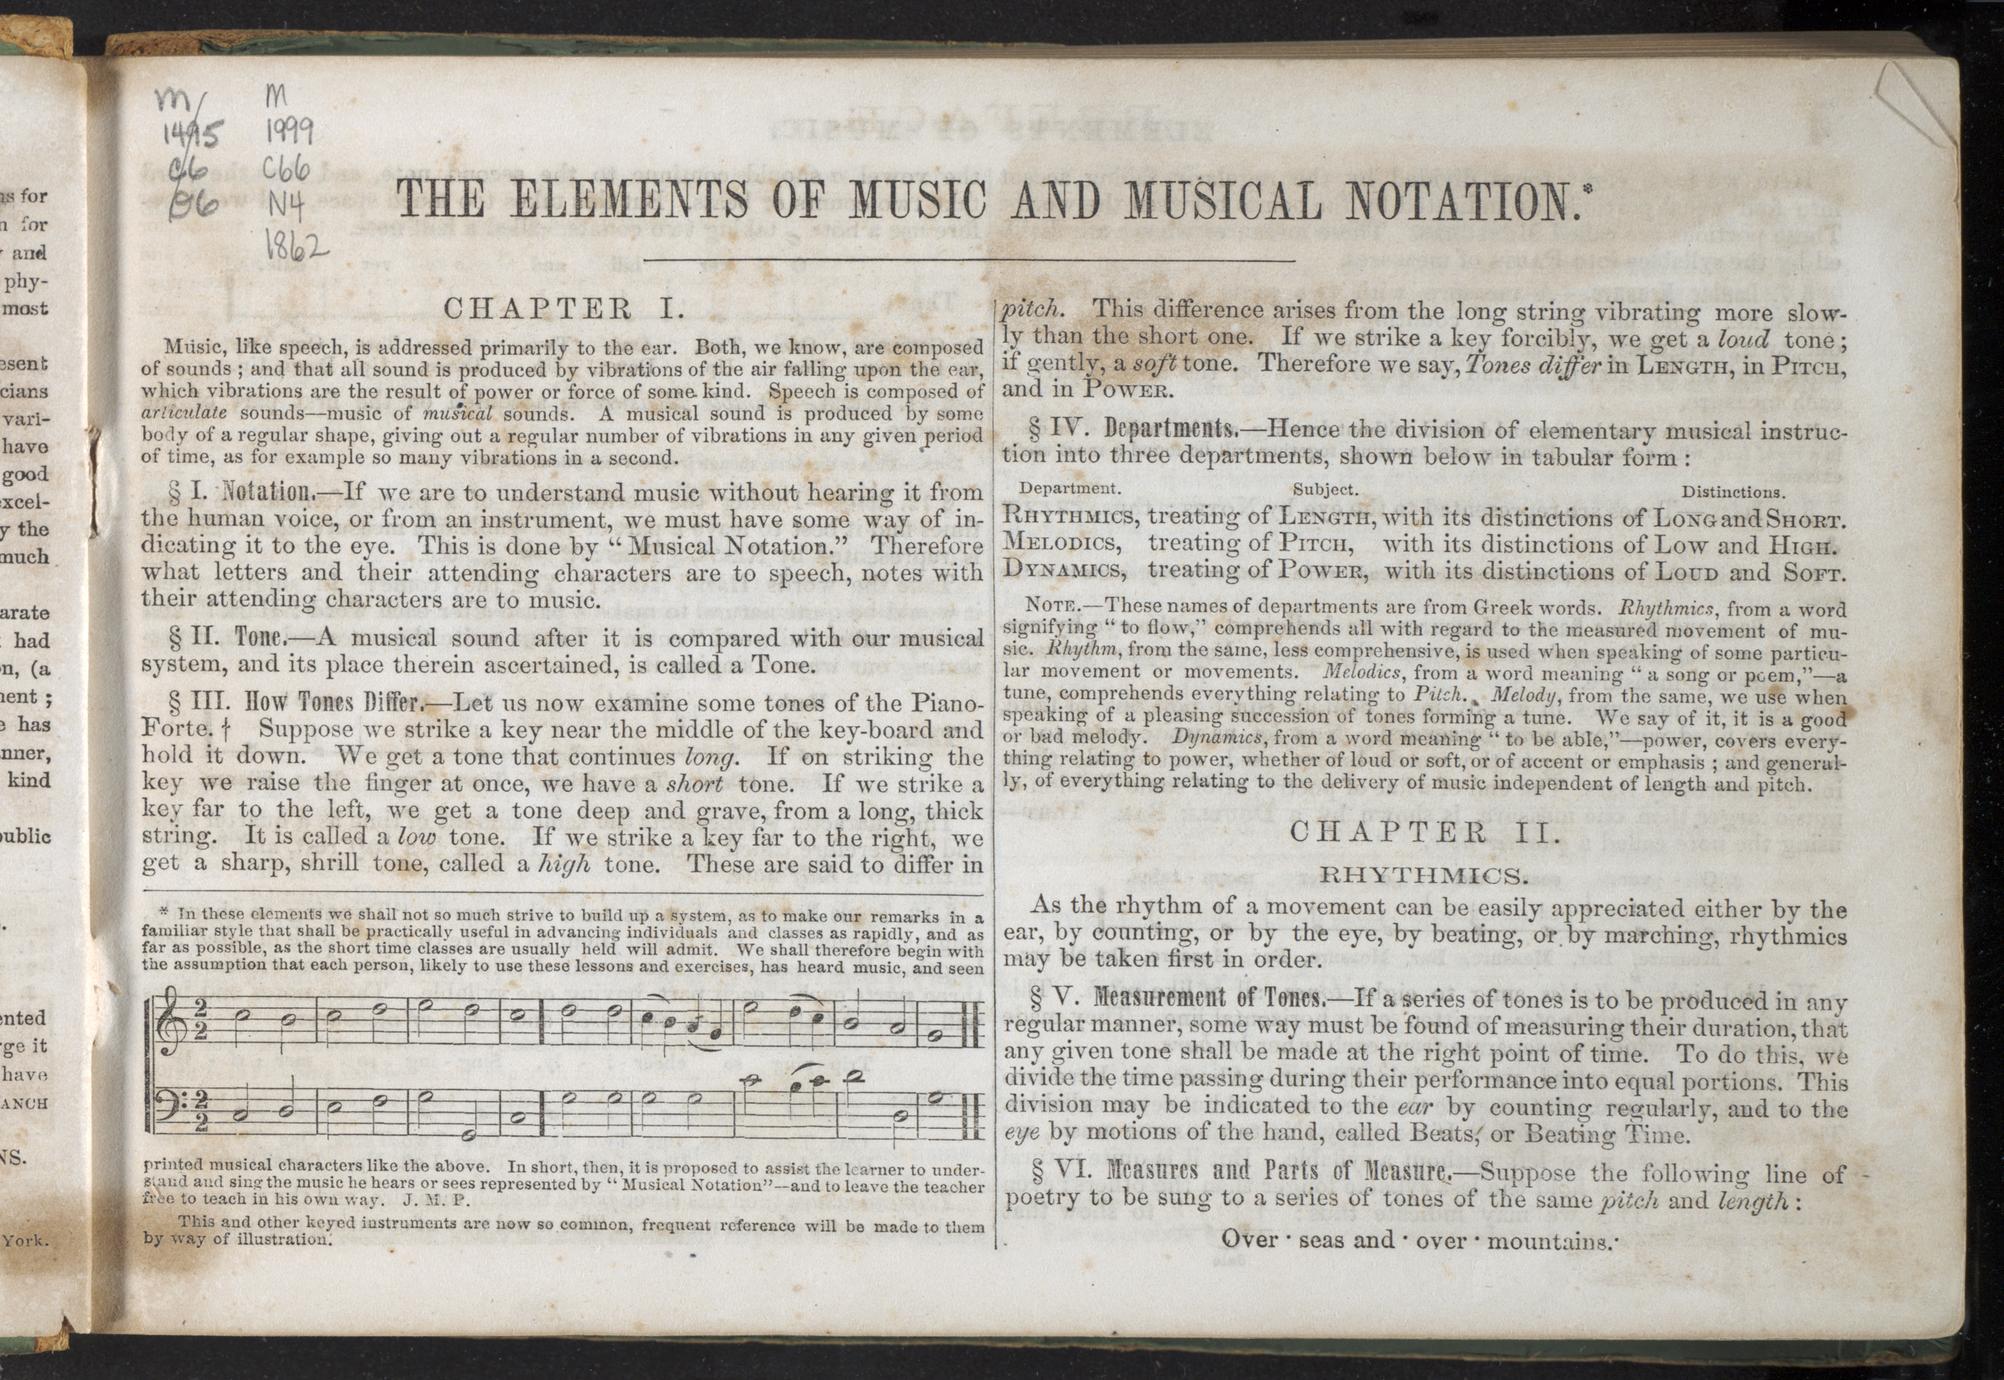 ns for
n for
and
phy-
most
esent
cians
vari-
have
good
excel-
y the
much
arate
had
on, (a
ment ;
e has
nner,
kind
public
ented
rge it
have
ANCH
NS.
York.
M
1495
C6
M
1999
C66
N4
1862
THE ELEMENTS OF MUSIC AND MUSICAL NOTATION.*
CHAPTER I.
Music, like speech, is addressed primarily to the ear. Both, we know, are composed
of sounds ; and that all sound is produced by vibrations of the air falling upon the ear,
which vibrations are the result of power or force of some kind. Speech is composed of
articulate sounds—music of musical sounds. A musical sound is produced by some
body of a regular shape, giving out a regular number of vibrations in any given period
of time, as for example so many vibrations in a second.
§ I. Notation.—If we are to understand music without hearing it from
the human voice, or from an instrument, we must have some way of in-
dicating it to the eye. This is done by “ Musical Notation.” Therefore
what letters and their attending characters are to speech, notes with
their attending characters are to music.
§ II. Tone.—A musical sound after it is compared with our musical
system, and its place therein ascertained, is called a Tone.
§ III. How Tones Differ.—Let us now examine some tones of the Piano-
Forte. † Suppose we strike a key near the middle of the key-board and
hold it down. We get a tone that continues long. If on striking the
key we raise the finger at once, we have a short tone. If we strike a
key far to the left, we get a tone deep and grave, from a long, thick
string. It is called a low tone. If we strike a key far to the right, we
get a sharp, shrill tone, called a high tone. These are said to differ in
* In these elements we shall not so much strive to build up a system, as to make our remarks in a
familiar style that shall be practically useful in advancing individuals and classes as rapidly, and as
far as possible, as the short time classes are usually held will admit. We shall therefore begin with
the assumption that each person, likely to use these lessons and exercises, has heard music, and seen
2
2
2
2
printed musical characters like the above. In short, then, it is proposed to assist the learner to under-
stand and sing the music he hears or sees represented by “ Musical Notation”—and to leave the teacher
free to teach in his own way. J. M. P.
This and other keyed instruments are now so common, frequent reference will be made to them
by way of illustration.
pitch. This difference arises from the long string vibrating more slow-
ly than the short one. If we strike a key forcibly, we get a loud tone ;
if gently, a soft tone. Therefore we say, Tones differ in LENGTH, in PITCH,
and in POWER.
§ IV. Departments.—Hence the division of elementary musical instruc-
tion into three departments, shown below in tabular form :
Department. Subject. Distinctions.
RHYTHMICS, treating of LENGTH, with its distinctions of LONG and SHORT.
MELODICS, treating of PITCH, with its distinctions of LOW and HIGH.
DYNAMICS, treating of POWER, with its distinctions of LOUD and SOFT.
NOTE.—These names of departments are from Greek words. Rhythmics, from a word
signifying “ to flow,” comprehends all with regard to the measured movement of mu-
sic. Rhythm, from the same, less comprehensive, is used when speaking of some particu-
lar movement or movements. Melodics, from a word meaning “ a song or poem,”—a
tune, comprehends everything relating to Pitch. Melody, from the same, we use when
speaking of a pleasing succession of tones forming a tune. We say of it, it is a good
or bad melody. Dynamics, from a word meaning “ to be able,”—power, covers every-
thing relating to power, whether of loud or soft, or of accent or emphasis ; and general-
ly, of everything relating to the delivery of music independent of length and pitch.
CHAPTER II.
RHYTHMICS.
As the rhythm of a movement can be easily appreciated either by the
ear, by counting, or by the eye, by beating, or by marching, rhythmics
may be taken first in order.
§ V. Measurement of Tones.—If a series of tones is to be produced in any
regular manner, some way must be found of measuring their duration, that
any given tone shall be made at the right point of time. To do this, we
divide the time passing during their performance into equal portions. This
division may be indicated to the ear by counting regularly, and to the
eye by motions of the hand, called Beats, or Beating Time.
§ VI. Measures and Parts of Measure.—Suppose the following line of
poetry to be sung to a series of tones of the same pitch and length :
Over · seas and · over · mountains.·